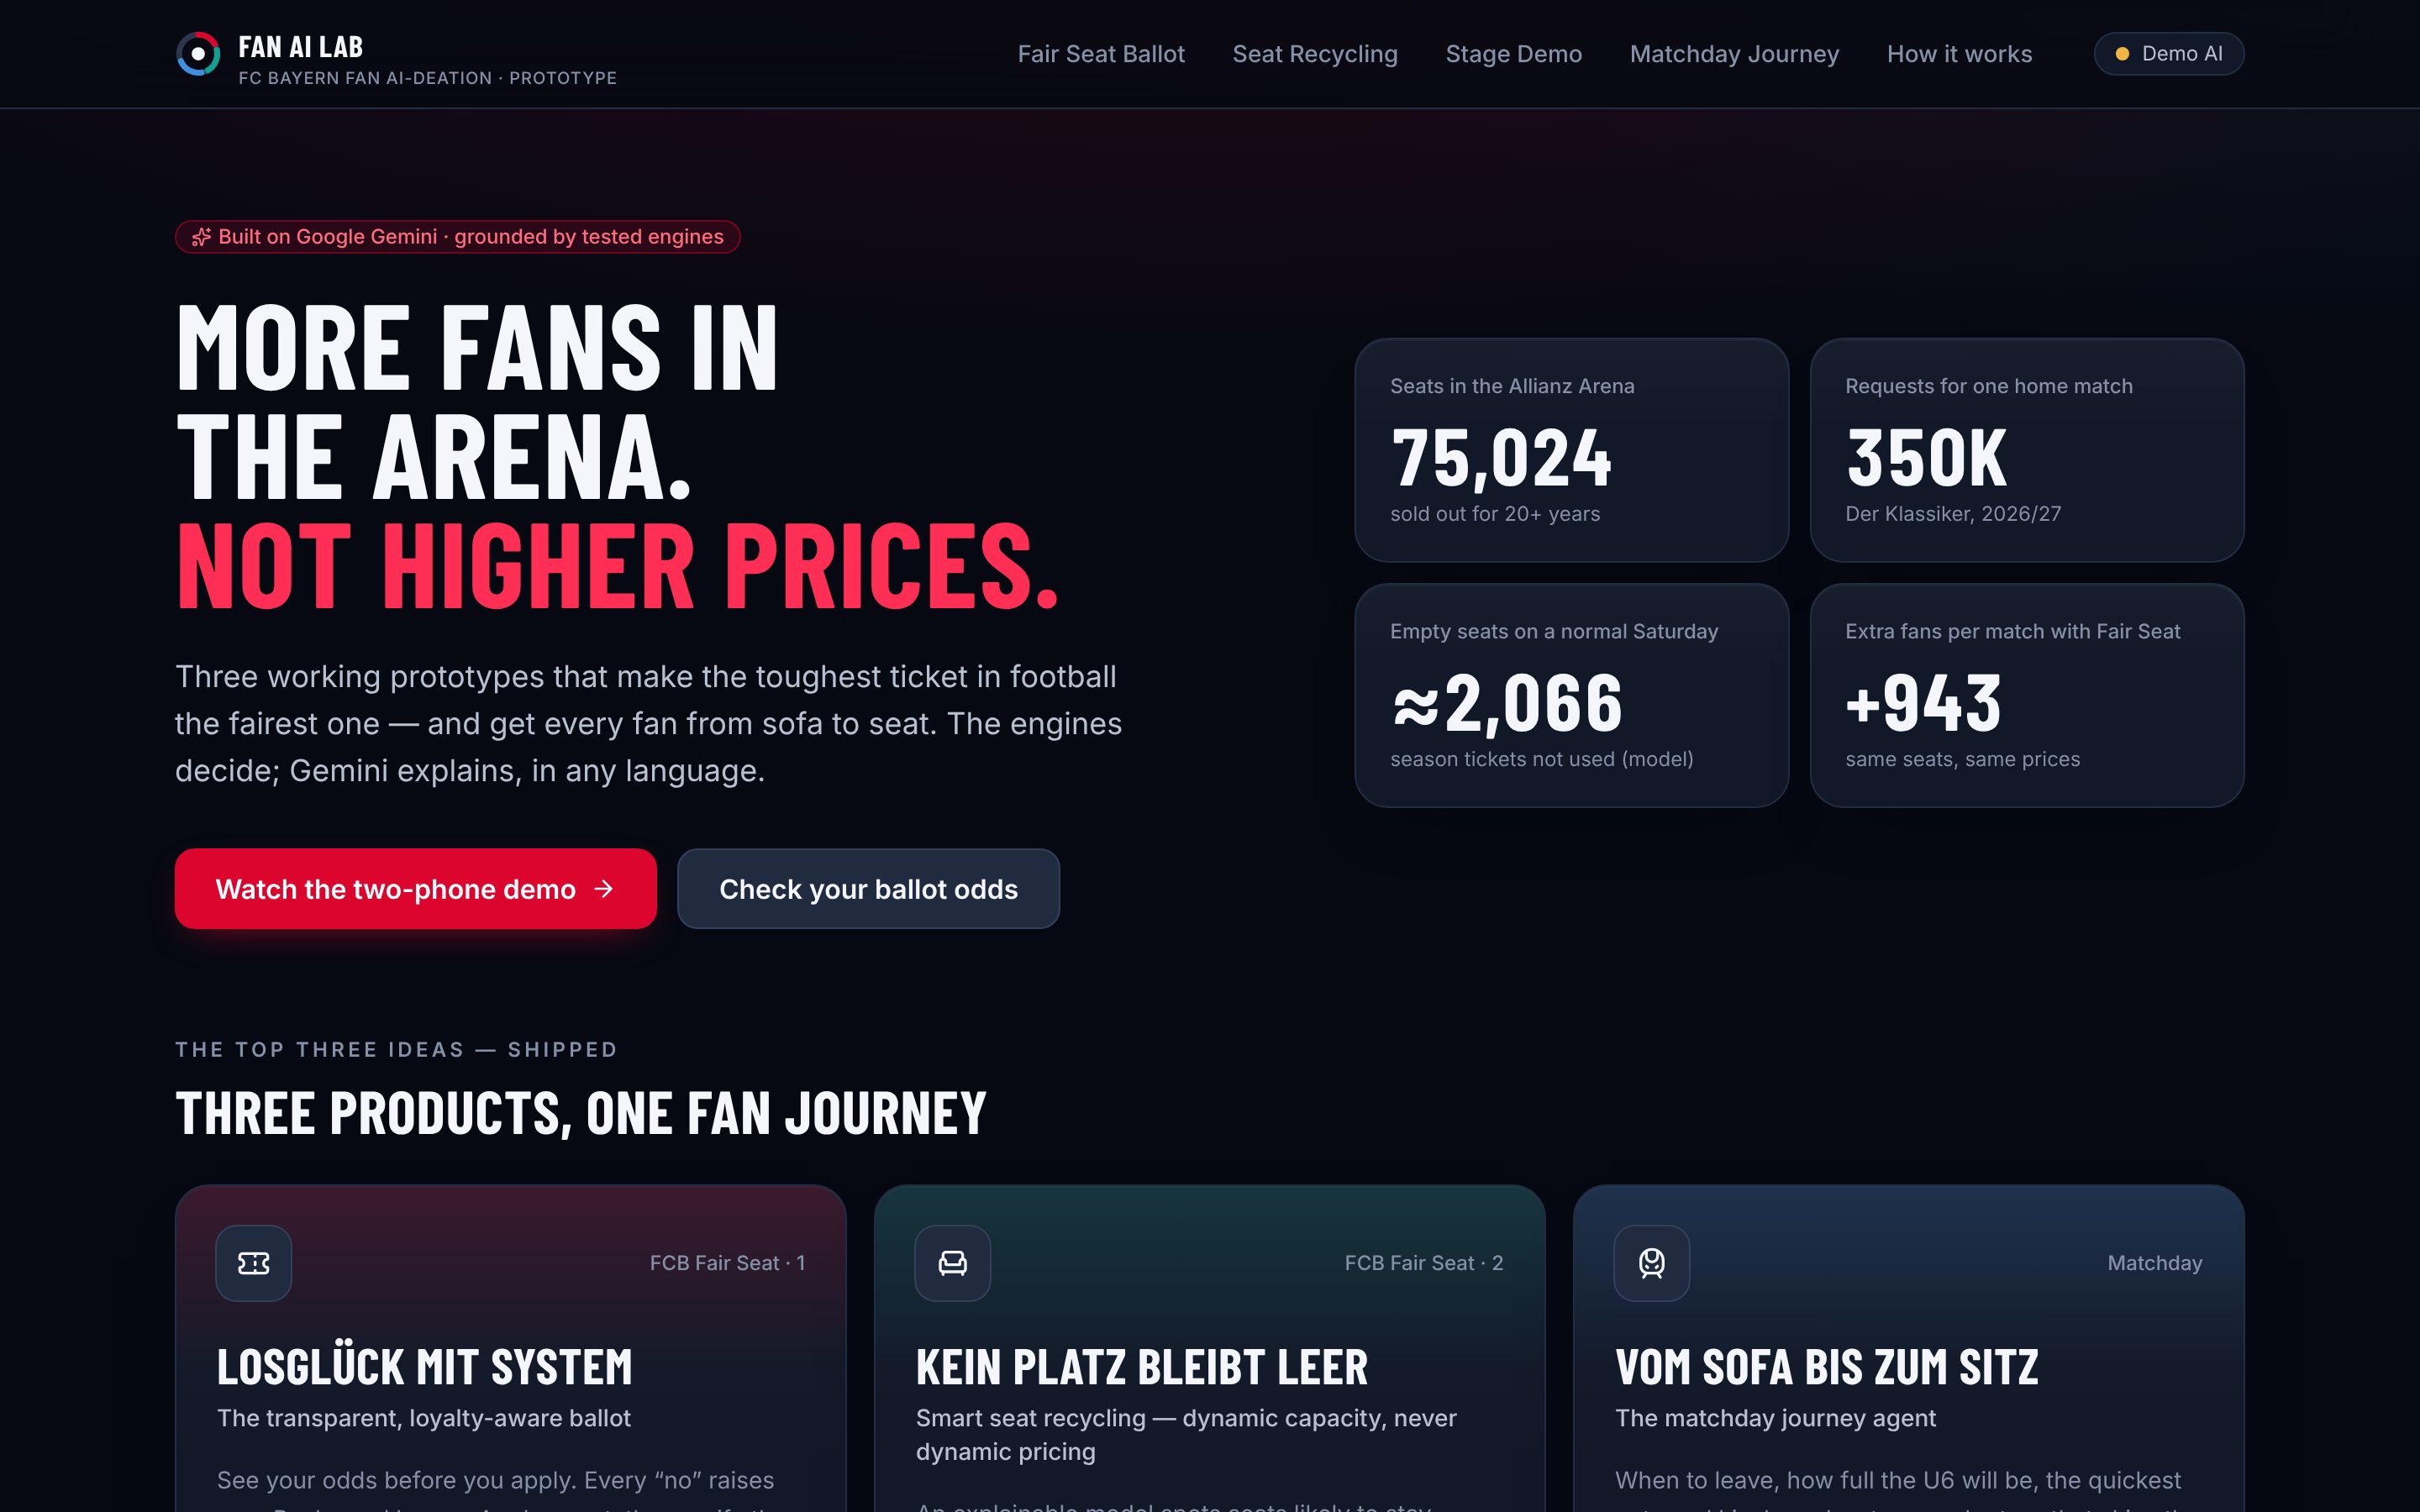 FAN AI LAB
FC BAYERN FAN AI-DEATION · PROTOTYPE
Fair Seat Ballot
Seat Recycling
Stage Demo
Matchday Journey
How it works
Demo AI
Built on Google Gemini · grounded by tested engines
MORE FANS IN
THE ARENA.
NOT HIGHER PRICES.
Three working prototypes that make the toughest ticket in football
the fairest one — and get every fan from sofa to seat. The engines
decide; Gemini explains, in any language.
Watch the two-phone demo →
Check your ballot odds
Seats in the Allianz Arena
75,024
sold out for 20+ years
Requests for one home match
350K
Der Klassiker, 2026/27
Empty seats on a normal Saturday
≈2,066
season tickets not used (model)
Extra fans per match with Fair Seat
+943
same seats, same prices
THE TOP THREE IDEAS — SHIPPED
THREE PRODUCTS, ONE FAN JOURNEY
FCB Fair Seat · 1
LOSGLÜCK MIT SYSTEM
The transparent, loyalty-aware ballot
See your odds before you apply. Every “no” raises
FCB Fair Seat · 2
KEIN PLATZ BLEIBT LEER
Smart seat recycling — dynamic capacity, never
dynamic pricing
Matchday
VOM SOFA BIS ZUM SITZ
The matchday journey agent
When to leave, how full the U6 will be, the quickest